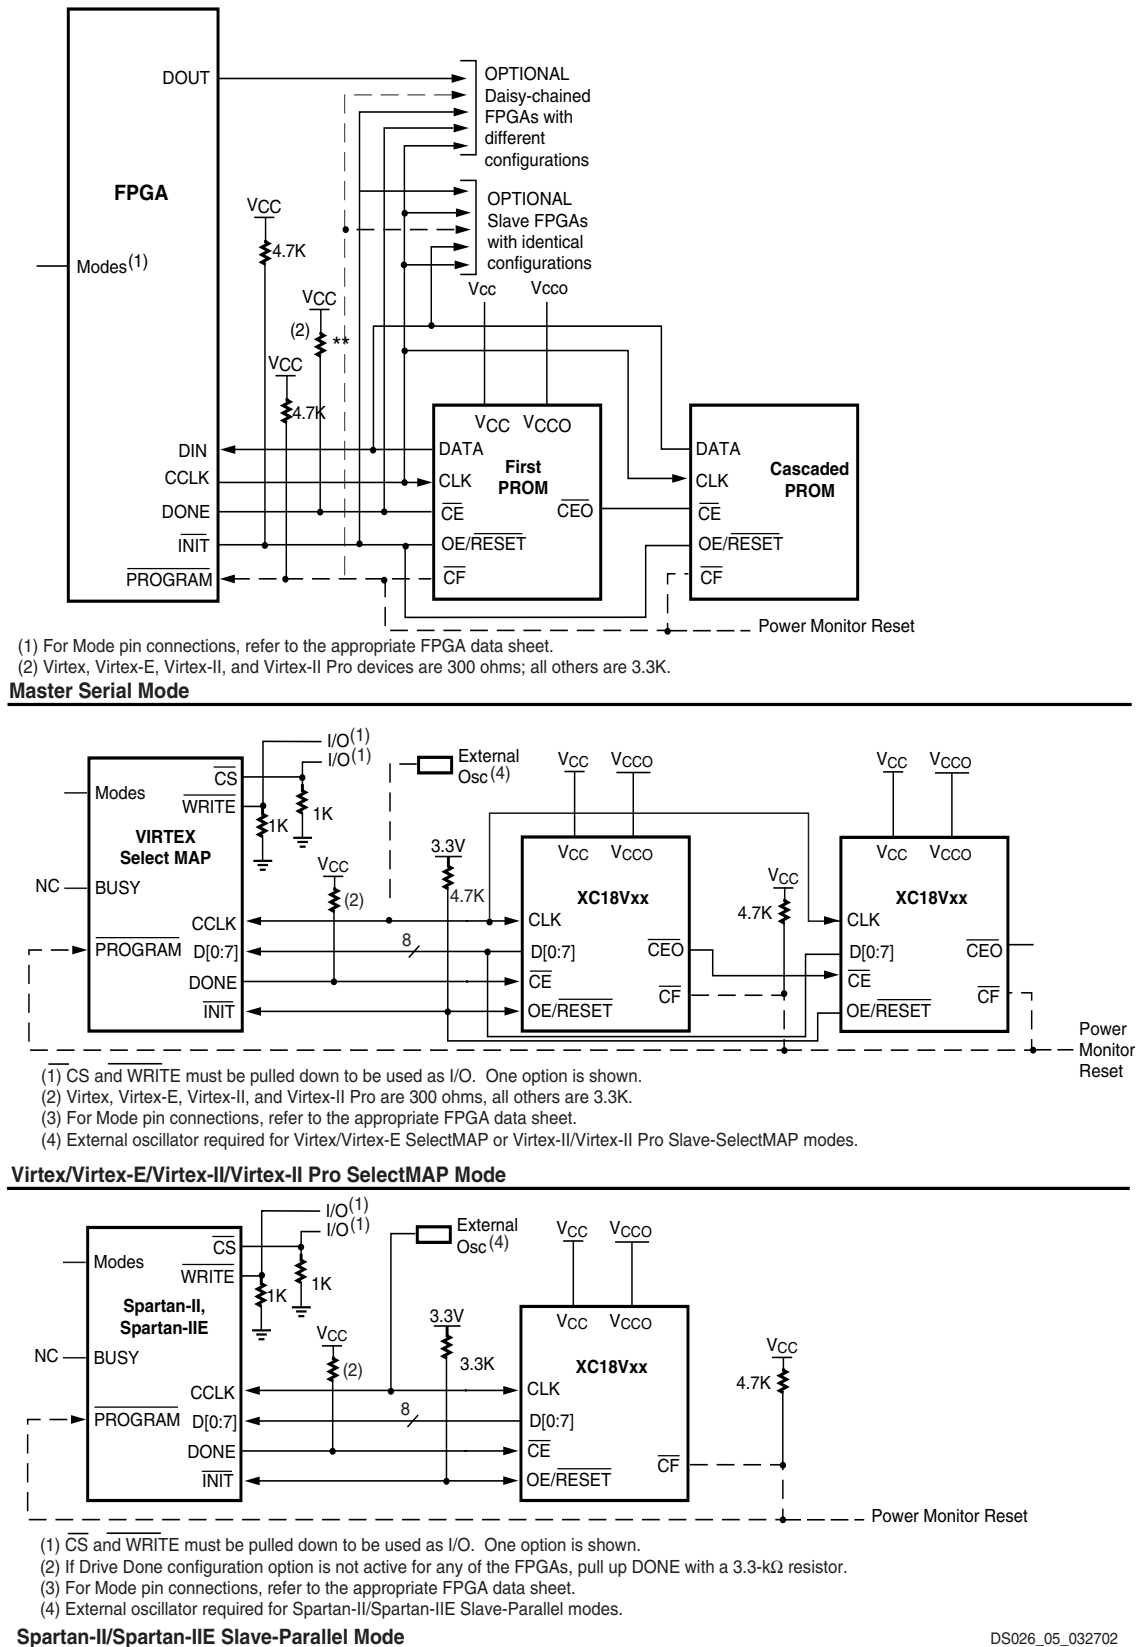 DOUT
OPTIONAL
Daisy-chained
FPGAs with
different
configurations
FPGA
VCC
4.7K
OPTIONAL
Slave FPGAs
with identical
configurations
Modes(1)
VCC
(2)
**
Vcc
Vcco
VCC
4.7K
VCC VCCO
DIN
DATA
DATA
CCLK
CLK
First
PROM
CLK
Cascaded
PROM
DONE
CE
CEO
CE
INIT
OE/RESET
OE/RESET
PROGRAM
CF
CF
Power Monitor Reset
(1) For Mode pin connections, refer to the appropriate FPGA data sheet.
(2) Virtex, Virtex-E, Virtex-II, and Virtex-II Pro devices are 300 ohms; all others are 3.3K.
Master Serial Mode
I/O(1)
I/O(1)
External
Osc(4)
VCC VCCO
VCC VCCO
CS
Modes
WRITE
1K
1K
VIRTEX
Select MAP
3.3V
4.7K
VCC
(2)
VCC VCCO
VCC VCCO
NC
BUSY
XC18Vxx
VCC
4.7K
XC18Vxx
CCLK
CLK
CLK
PROGRAM D[0:7]
8
D[0:7]
CEO
D[0:7]
CEO
DONE
CE
CE
INIT
OE/RESET
CF
OE/RESET
CF
Power
Monitor
Reset
(1) CS and WRITE must be pulled down to be used as I/O. One option is shown.
(2) Virtex, Virtex-E, Virtex-II, and Virtex-II Pro are 300 ohms, all others are 3.3K.
(3) For Mode pin connections, refer to the appropriate FPGA data sheet.
(4) External oscillator required for Virtex/Virtex-E SelectMAP or Virtex-II/Virtex-II Pro Slave-SelectMAP modes.
Virtex/Virtex-E/Virtex-II/Virtex-II Pro SelectMAP Mode
I/O(1)
I/O(1)
External
Osc(4)
VCC VCCO
CS
Modes
WRITE
1K
1K
Spartan-II,
Spartan-IIE
3.3V
3.3K
VCC
(2)
VCC VCCO
NC
BUSY
XC18Vxx
VCC
4.7K
CCLK
CLK
PROGRAM D[0:7]
8
D[0:7]
DONE
CE
INIT
OE/RESET
CF
Power Monitor Reset
(1) CS and WRITE must be pulled down to be used as I/O. One option is shown.
(2) If Drive Done configuration option is not active for any of the FPGAs, pull up DONE with a 3.3-kΩ resistor.
(3) For Mode pin connections, refer to the appropriate FPGA data sheet.
(4) External oscillator required for Spartan-II/Spartan-IIE Slave-Parallel modes.
Spartan-II/Spartan-IIE Slave-Parallel Mode
DS026_05_032702